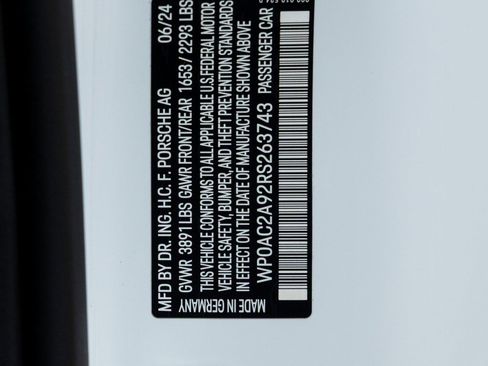 MFD BY DR. ING. H.C. F. PORSCHE AG 06/24
GVWR 3891 LBS GAWR FRONT/REAR 1653 / 2293 LBS
THIS VEHICLE CONFORMS TO ALL APPLICABLE U.S. FEDERAL MOTOR
VEHICLE SAFETY, BUMPER, AND THEFT PREVENTION STANDARDS
IN EFFECT ON THE DATE OF MANUFACTURE SHOWN ABOVE
MADE IN GERMANY WP0AC2A92RS263743 PASSENGER CAR